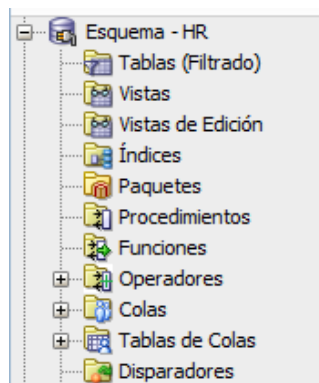 Esquema - HR
Tablas (Filtrado)
Vistas
Vistas de Edición
Índices
Paquetes
Procedimientos
Funciones
Operadores
Colas
Tablas de Colas
Disparadores